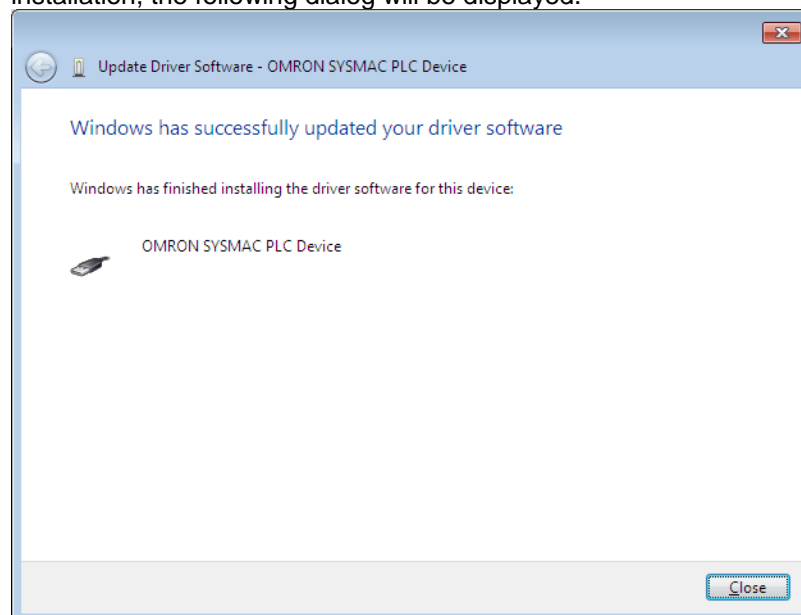 installation, the following dialog will be displayed.
Update Driver Software - OMRON SYSMAC PLC Device
Windows has successfully updated your driver software
Windows has finished installing the driver software for this device:
OMRON SYSMAC PLC Device
Close